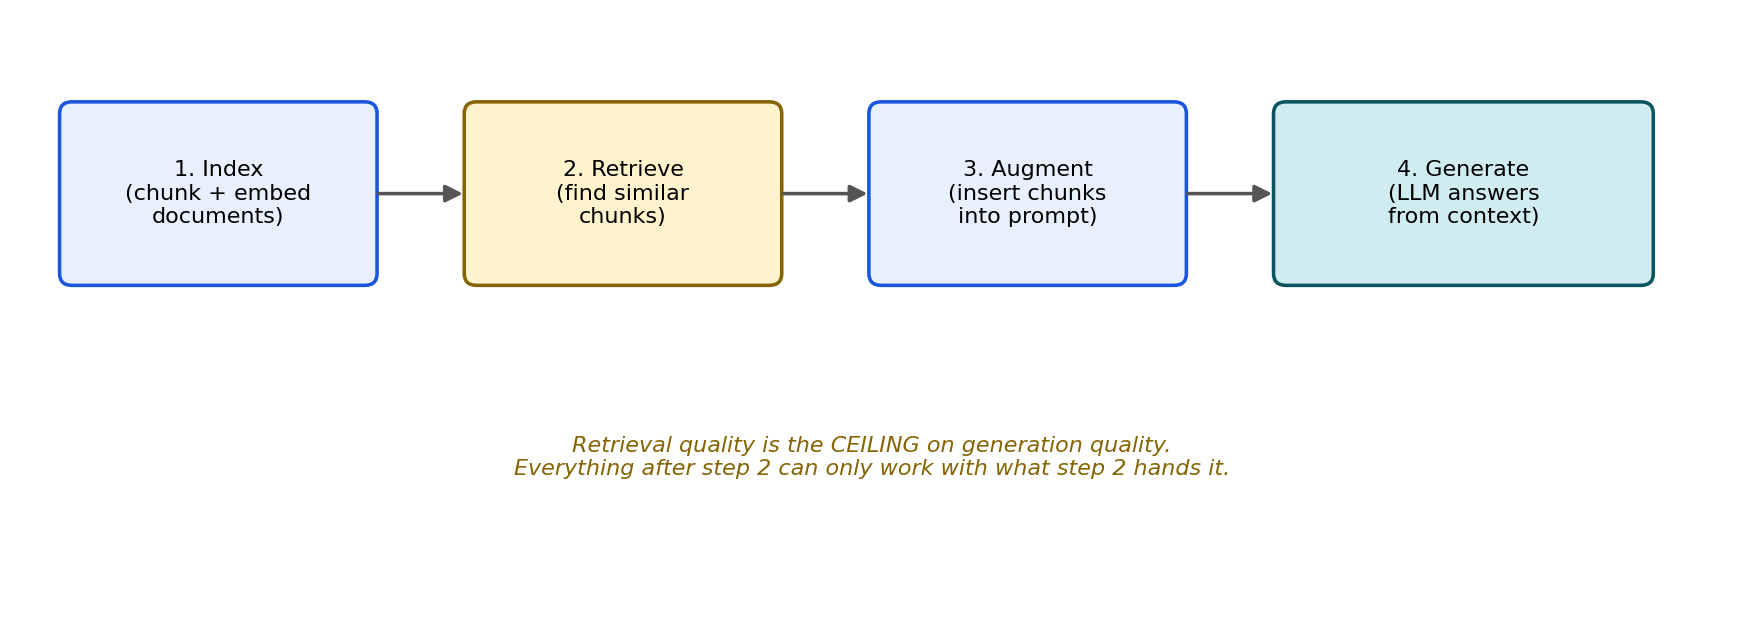 1. Index
(chunk + embed
documents)
2. Retrieve
(find similar
chunks)
3. Augment
(insert chunks
into prompt)
4. Generate
(LLM answers
from context)
Retrieval quality is the CEILING on generation quality.
Everything after step 2 can only work with what step 2 hands it.